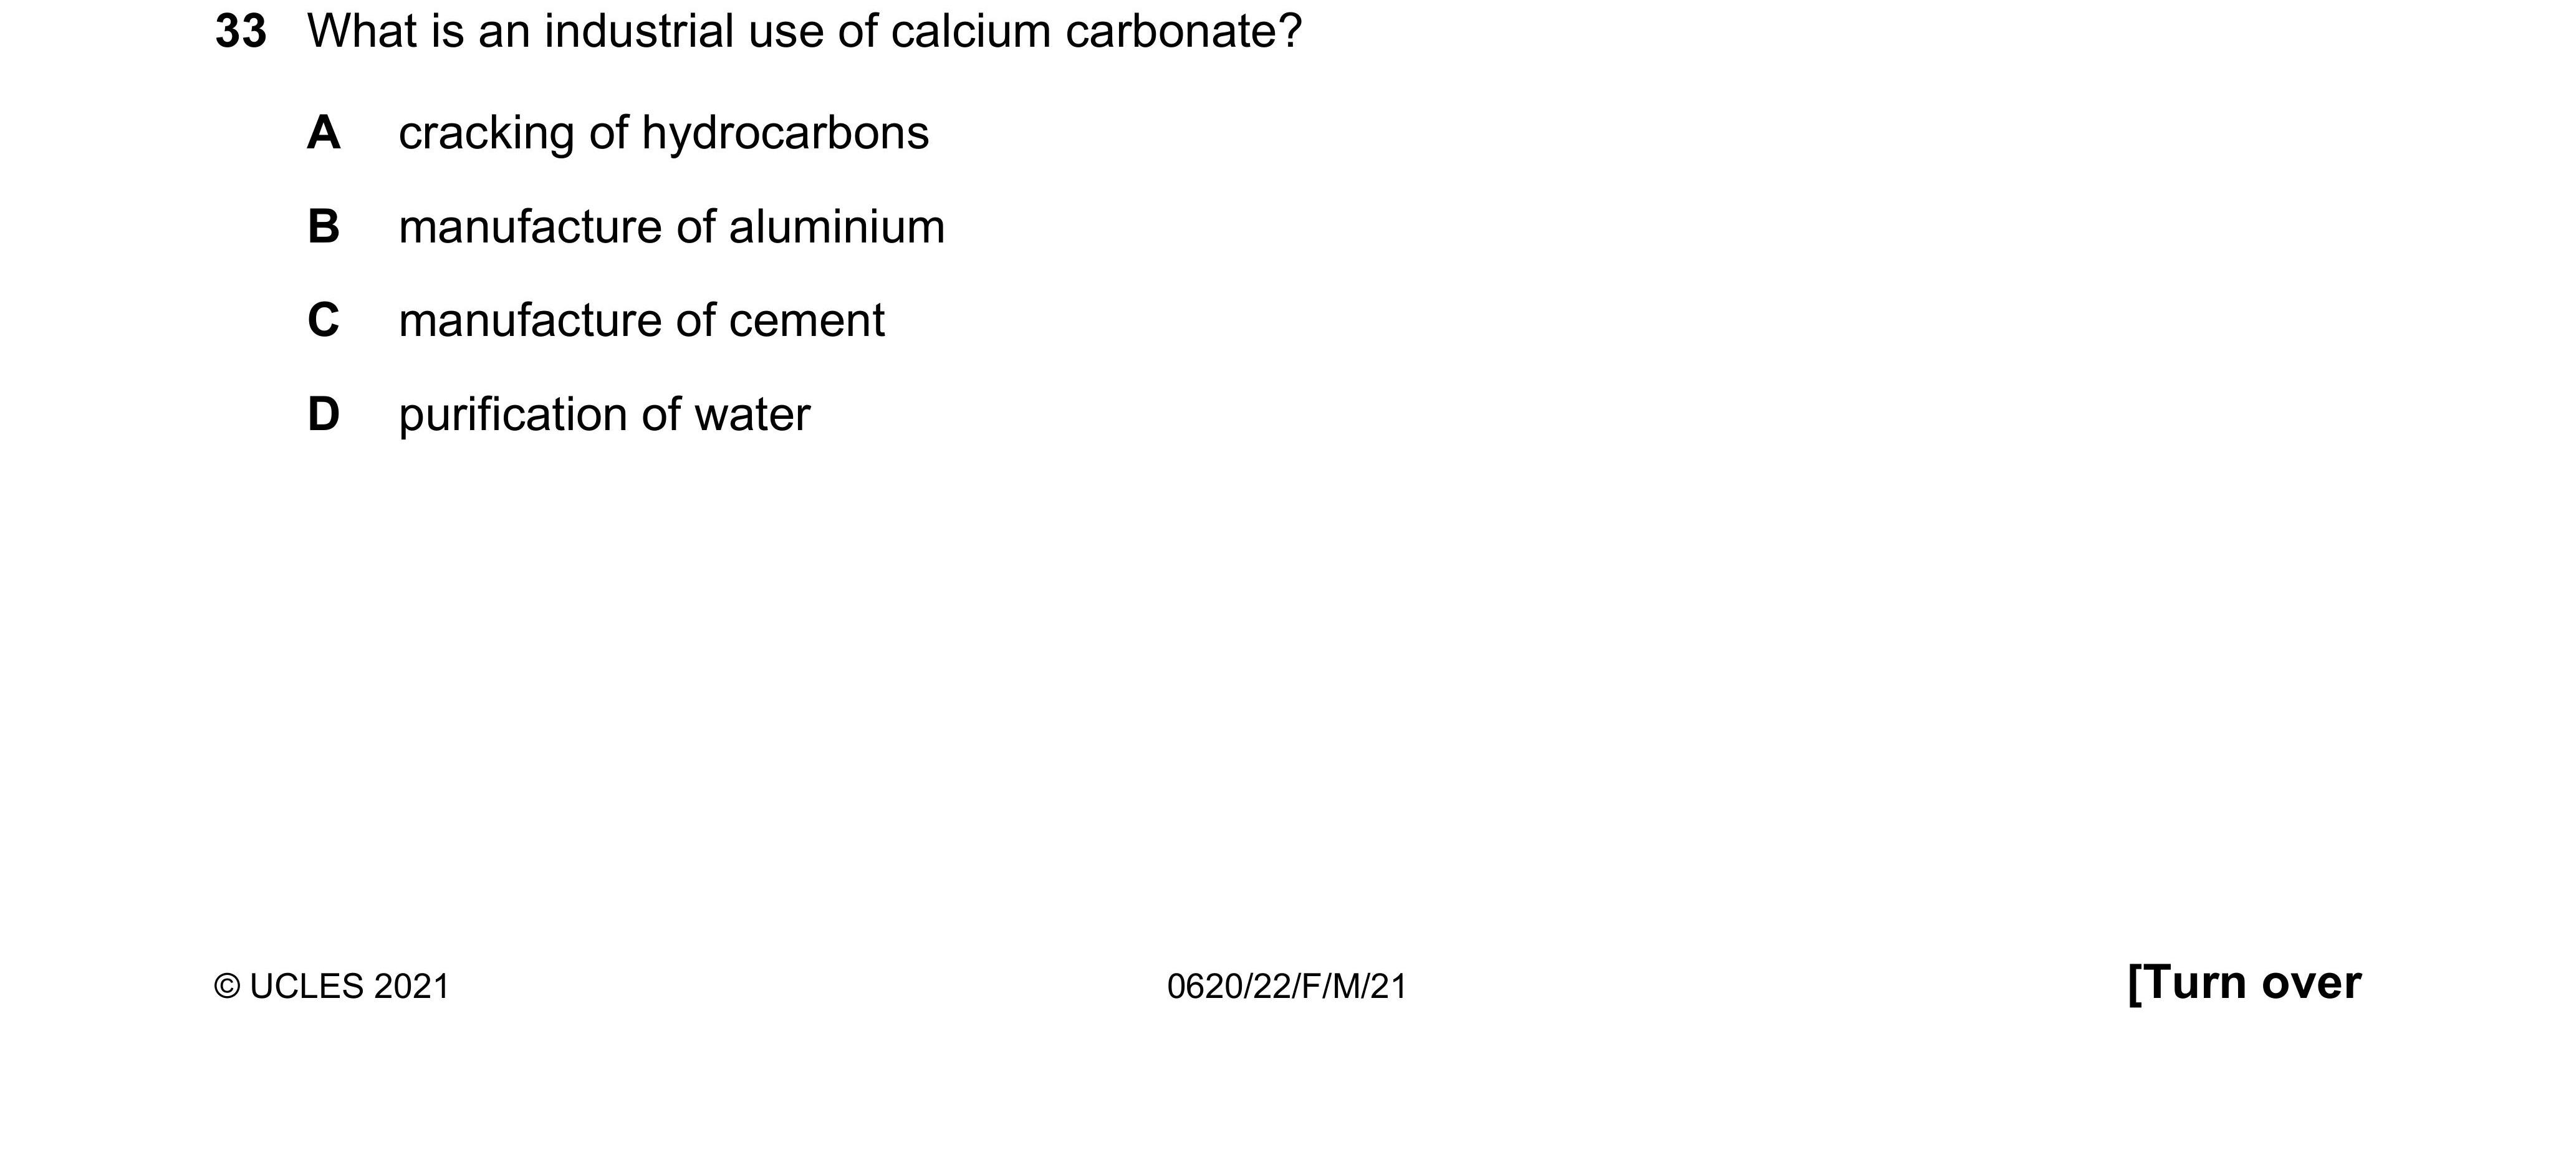 33 What is an industrial use of calcium carbonate?
A cracking of hydrocarbons
B manufacture of aluminium
C manufacture of cement
D purification of water
© UCLES 2021 0620/22/F/M/21 [Turn over